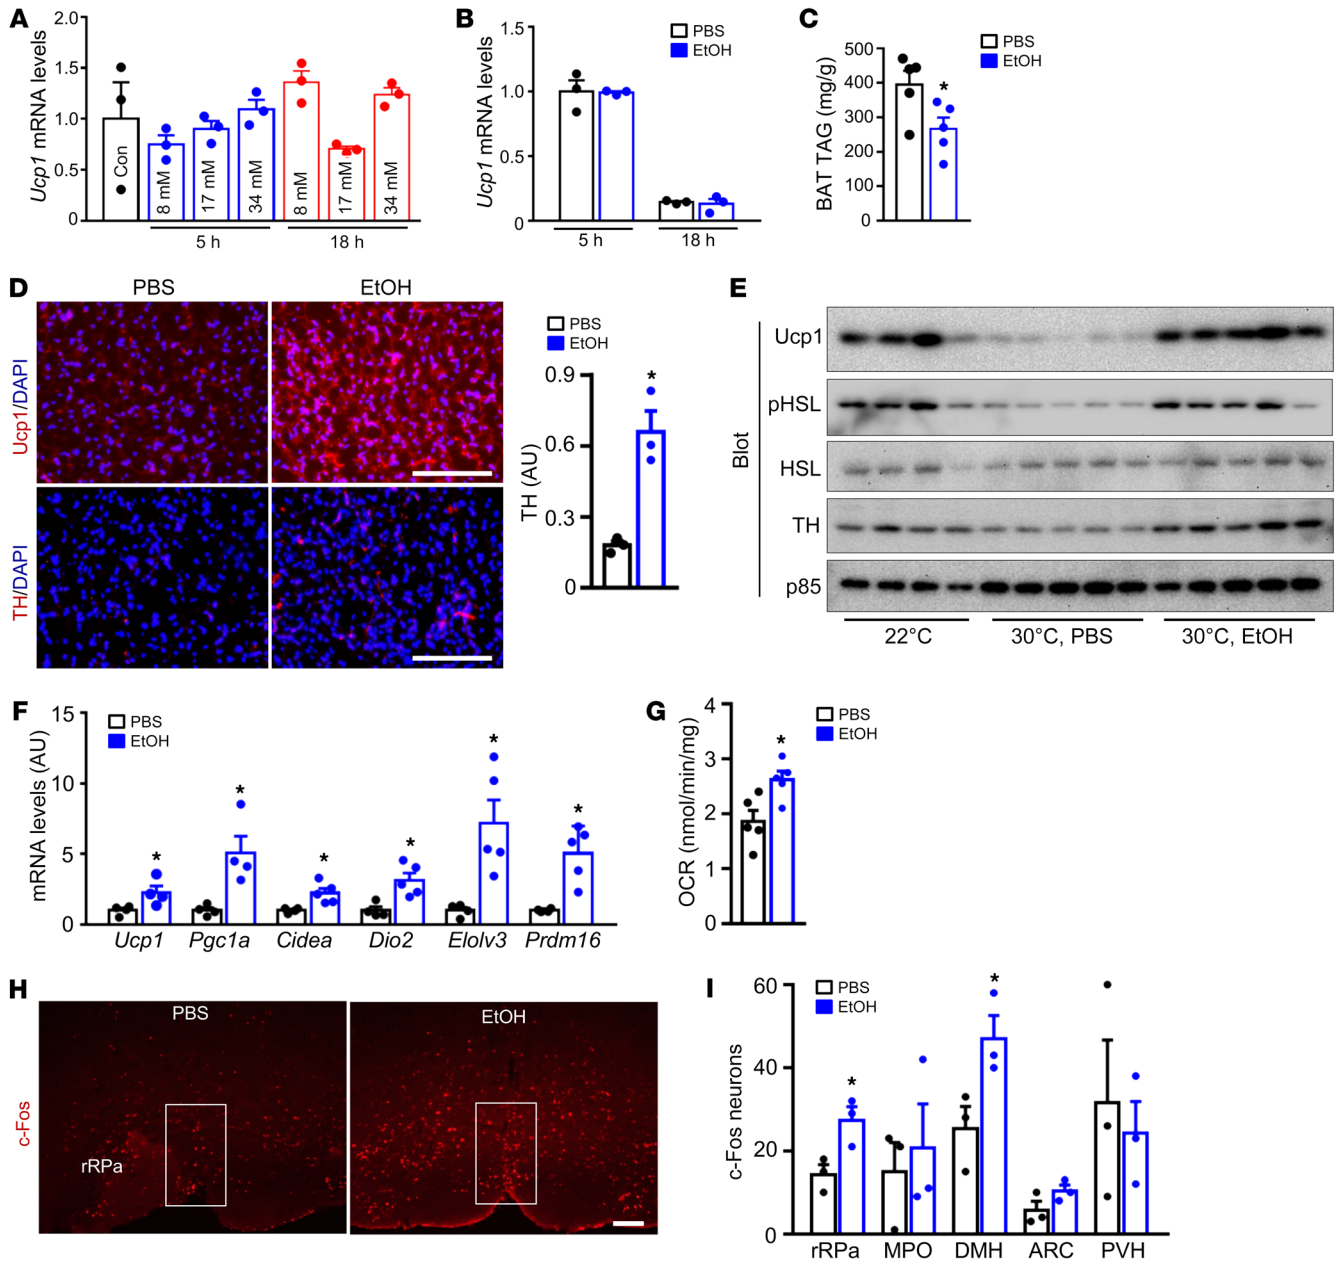 A
Ucp1 mRNA levels
2.0
1.5
1.0
0.5
0
Con
8 mM
17 mM
34 mM
8 mM
17 mM
34 mM
5 h
18 h
B
Ucp1 mRNA levels
1.5
1.0
0.5
0
PBS
EtOH
5 h
18 h
C
BAT TAG (mg/g)
500
400
300
200
100
0
*
PBS
EtOH
D
PBS
EtOH
Ucp1/DAPI
TH/DAPI
PBS
EtOH
TH (AU)
0.9
0.6
0.3
0
*
E
Blot
Ucp1
pHSL
HSL
TH
p85
22°C
30°C, PBS
30°C, EtOH
F
mRNA levels (AU)
15
10
5
0
PBS
EtOH
* * * * * *
Ucp1 Pgc1a Cidea Dio2 Elolv3 Prdm16
G
OCR (nmol/min/mg)
4
3
2
1
0
*
PBS
EtOH
H
c-Fos
PBS
EtOH
rRPa
I
c-Fos neurons
60
40
20
0
PBS
EtOH
* *
rRPa MPO DMH ARC PVH